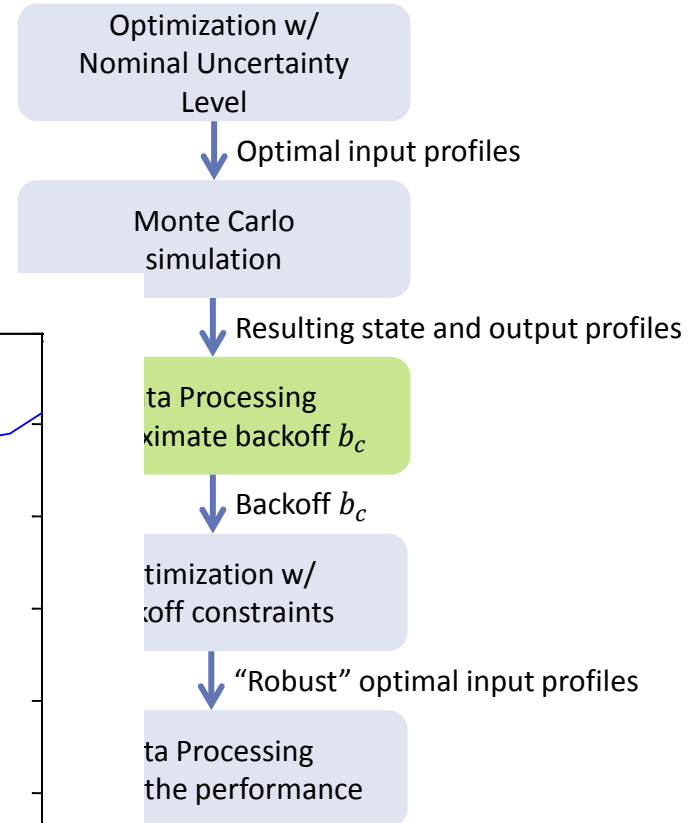 Optimization w/
Nominal Uncertainty
Level
Optimal input profiles
Monte Carlo
simulation
Resulting state and output profiles
ta Processing
ximate backoff b_c
Backoff b_c
timization w/
koff constraints
“Robust” optimal input profiles
ta Processing
the performance